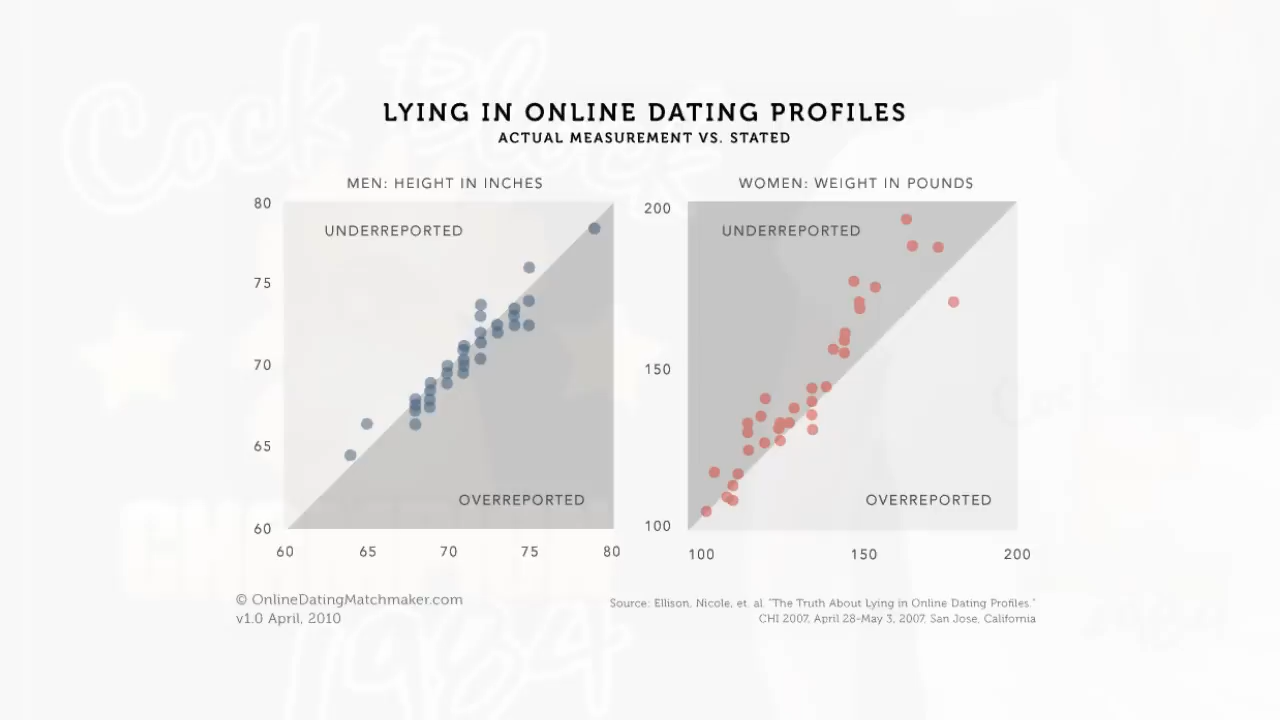 LYING IN ONLINE DATING PROFILES
ACTUAL MEASUREMENT VS. STATED
MEN: HEIGHT IN INCHES
80
75
70
65
60
UNDERREPORTED
OVERREPORTED
60 65 70 75 80
WOMEN: WEIGHT IN POUNDS
200
150
100
UNDERREPORTED
OVERREPORTED
100 150 200
© OnlineDatingMatchmaker.com
v1.0 April, 2010
Source: Ellison, Nicole, et. al. "The Truth About Lying in Online Dating Profiles."
CHI 2007, April 28-May 3, 2007, San Jose, California
Cock Block
1984